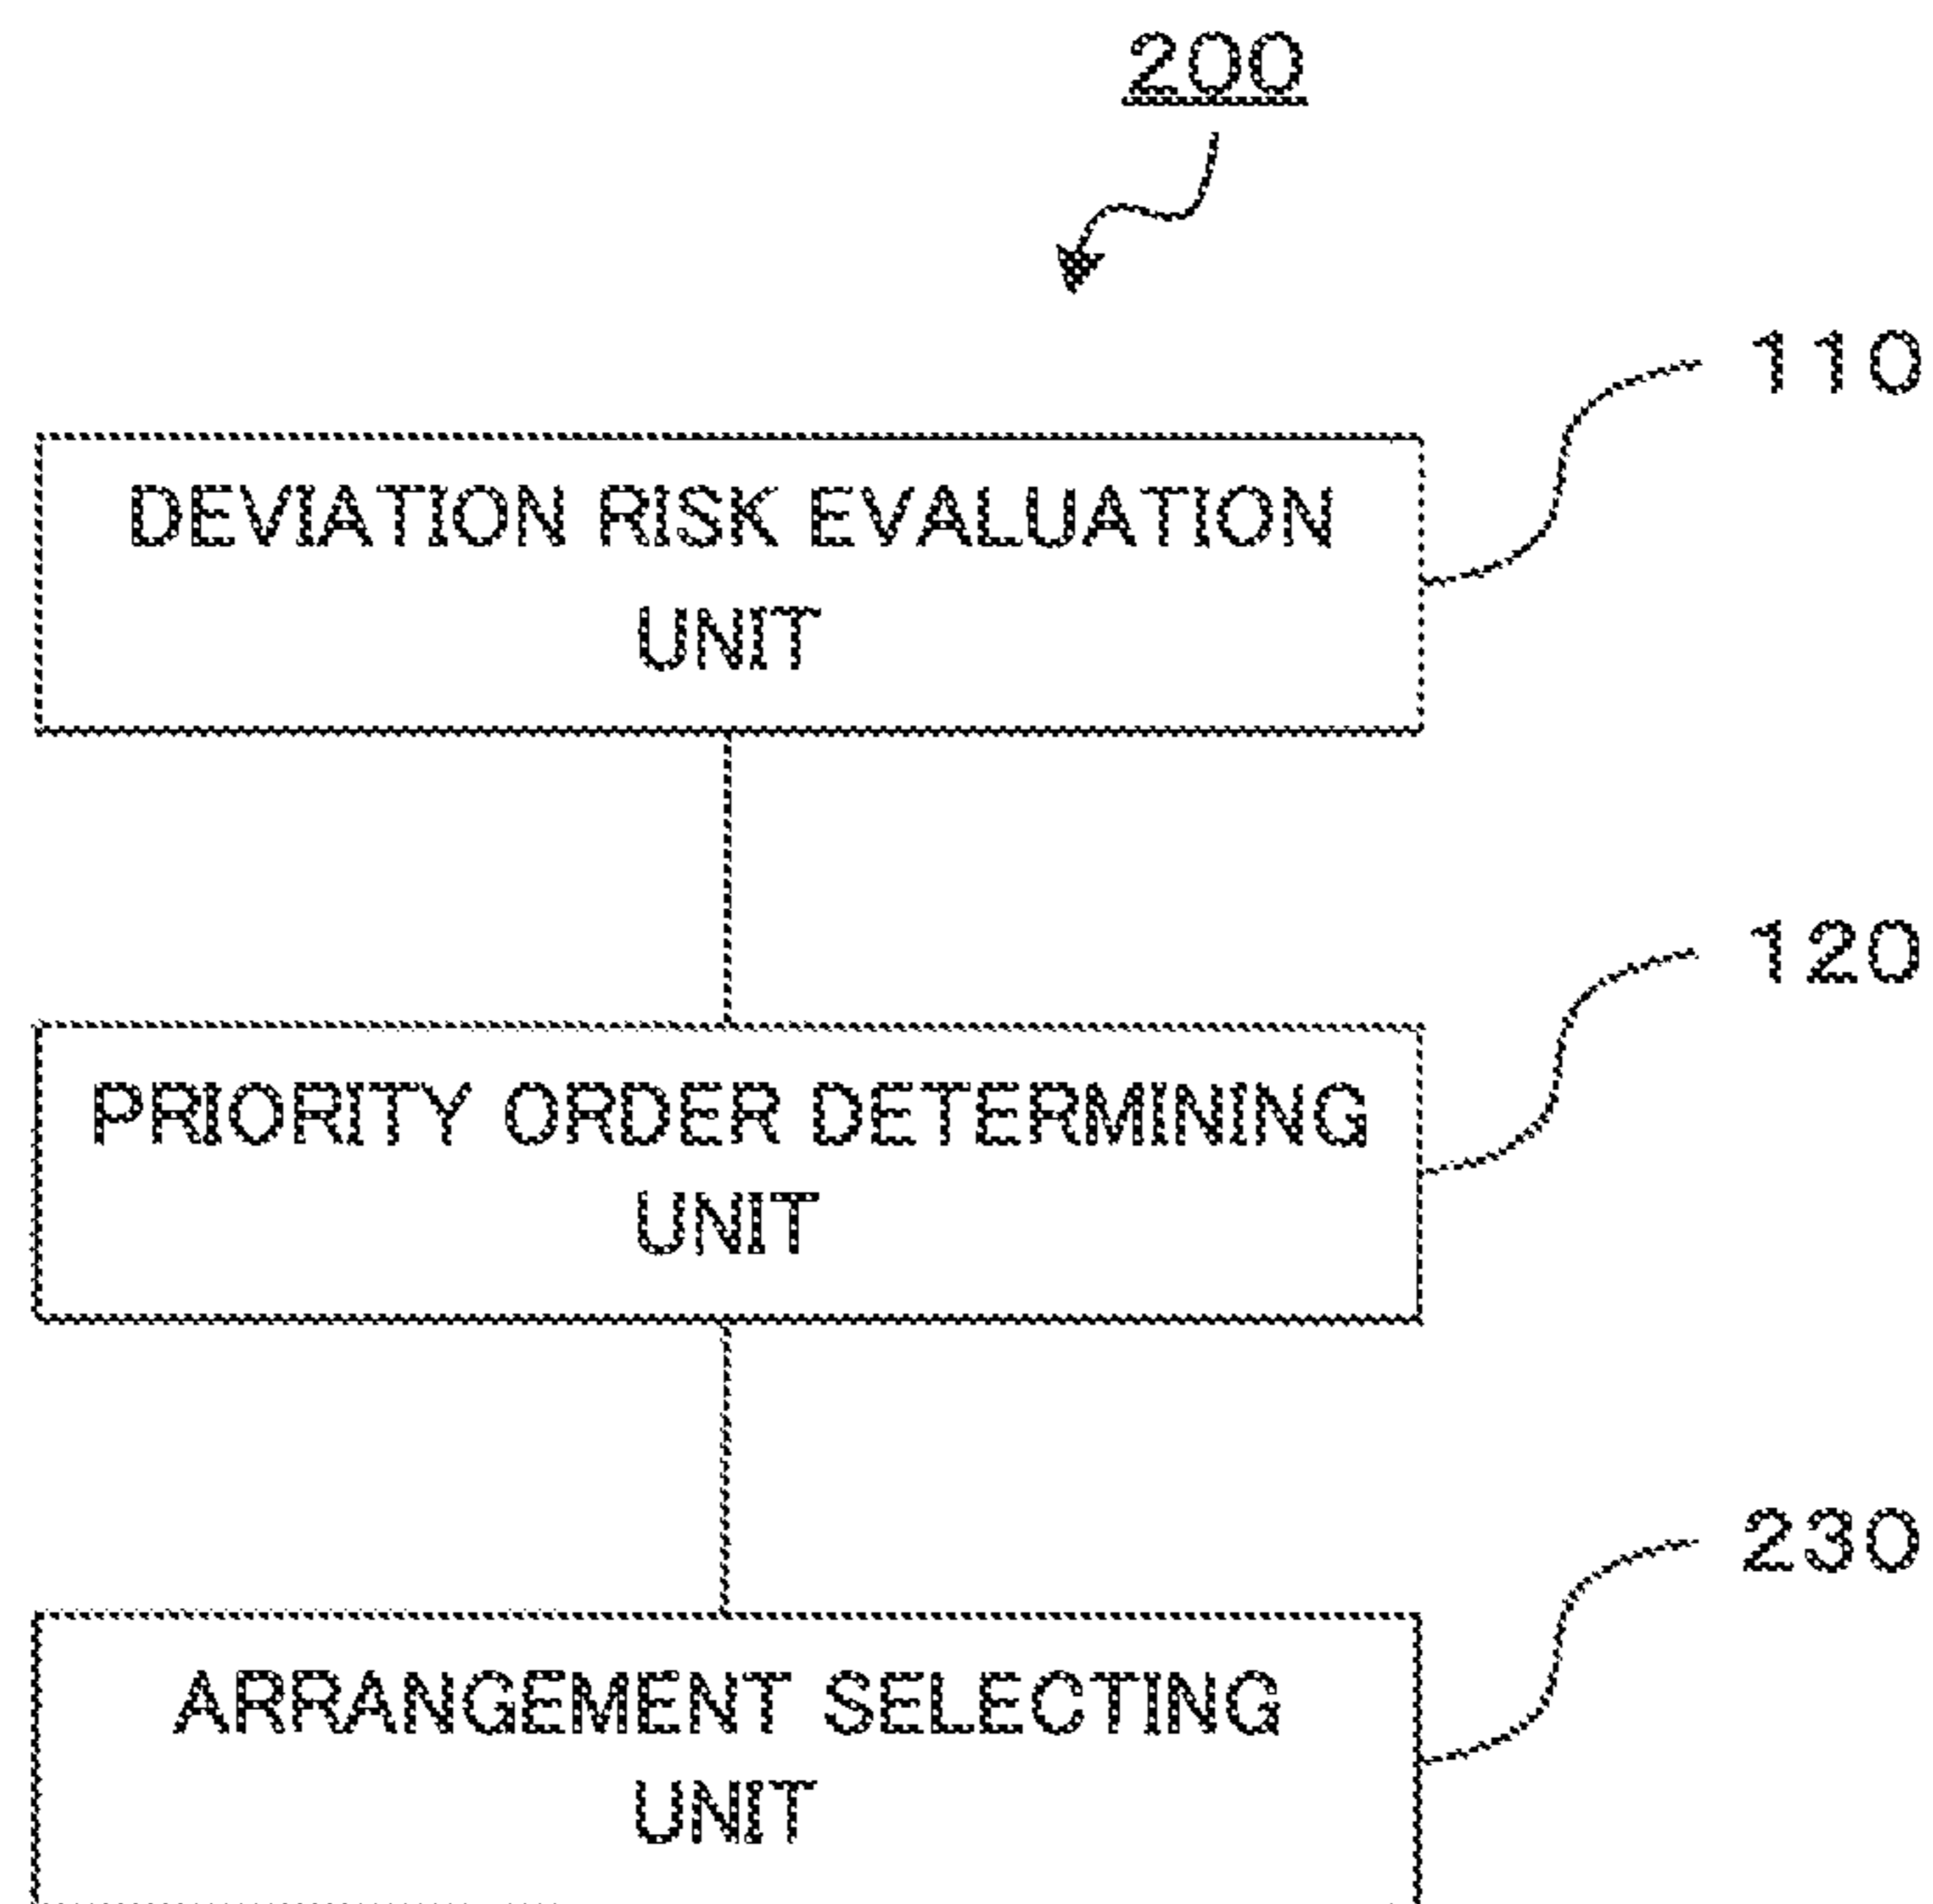 200
110
DEVIATION RISK EVALUATION
UNIT
120
PRIORITY ORDER DETERMINING
UNIT
230
ARRANGEMENT SELECTING
UNIT